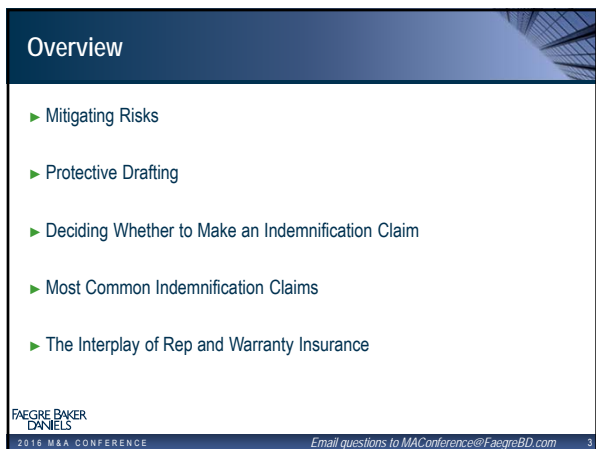 Overview
► Mitigating Risks
► Protective Drafting
► Deciding Whether to Make an Indemnification Claim
► Most Common Indemnification Claims
► The Interplay of Rep and Warranty Insurance
FAEGRE BAKER
DANIELS
2016 M&A CONFERENCE
Email questions to MAConference@FaegreBD.com
3